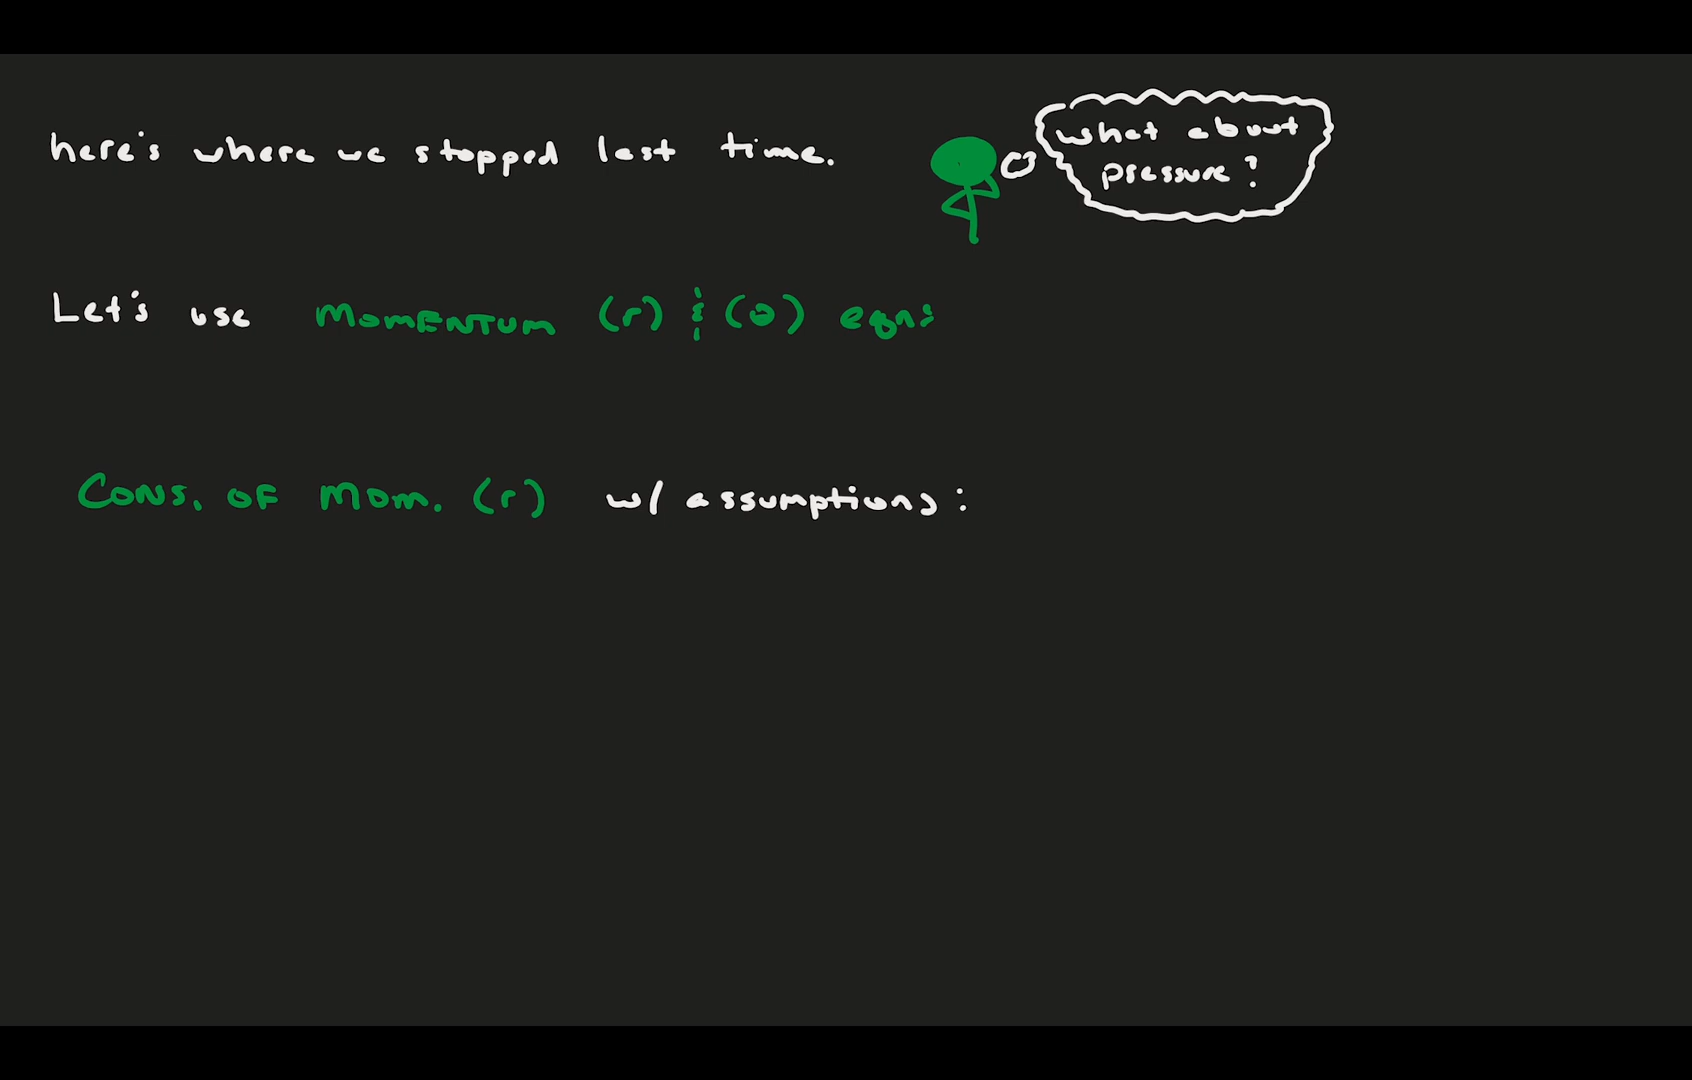 here's where we stopped last time.
what about
pressure?
Let's use MOMENTUM (r) & (θ) eqns
CONS. OF MOM. (r) w/ assumptions: